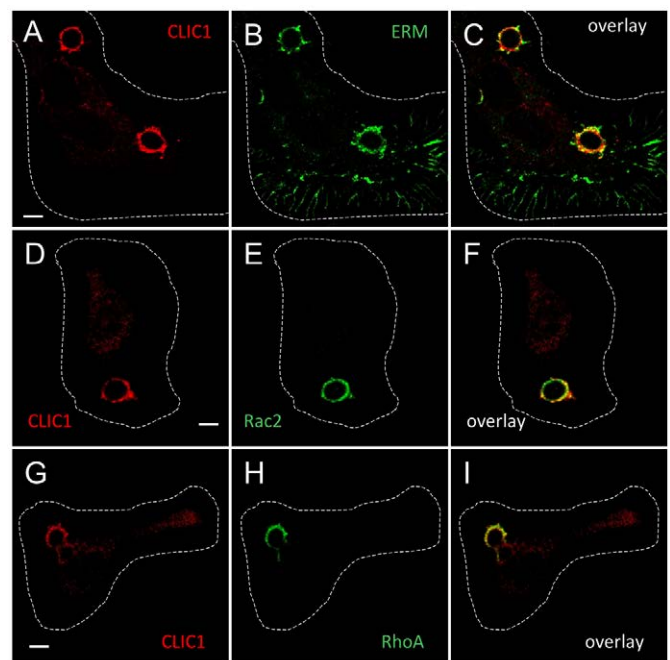 A CLIC1
B ERM
C overlay
D
CLIC1
E
Rac2
F
overlay
G
CLIC1
H
RhoA
I
overlay